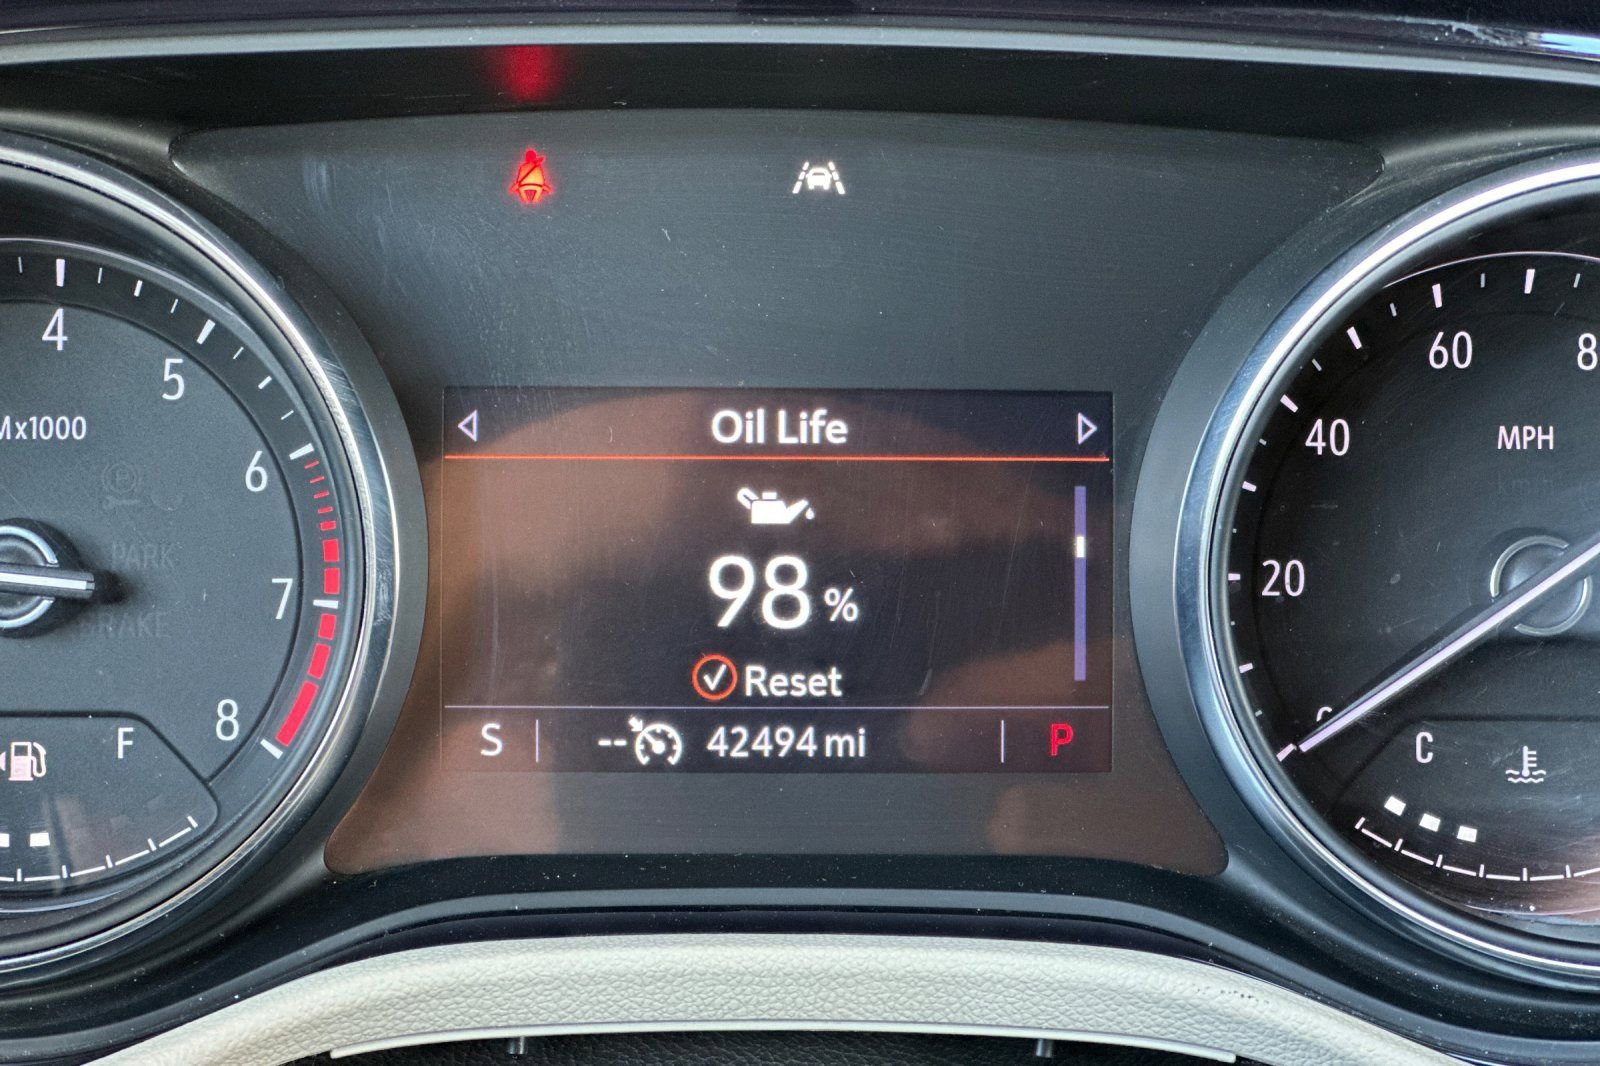 Oil Life
98 %
Reset
S
--
42494 mi
P
4
5
6
7
8
Mx1000
PARK
BRAKE
F
20
40
60
MPH
C